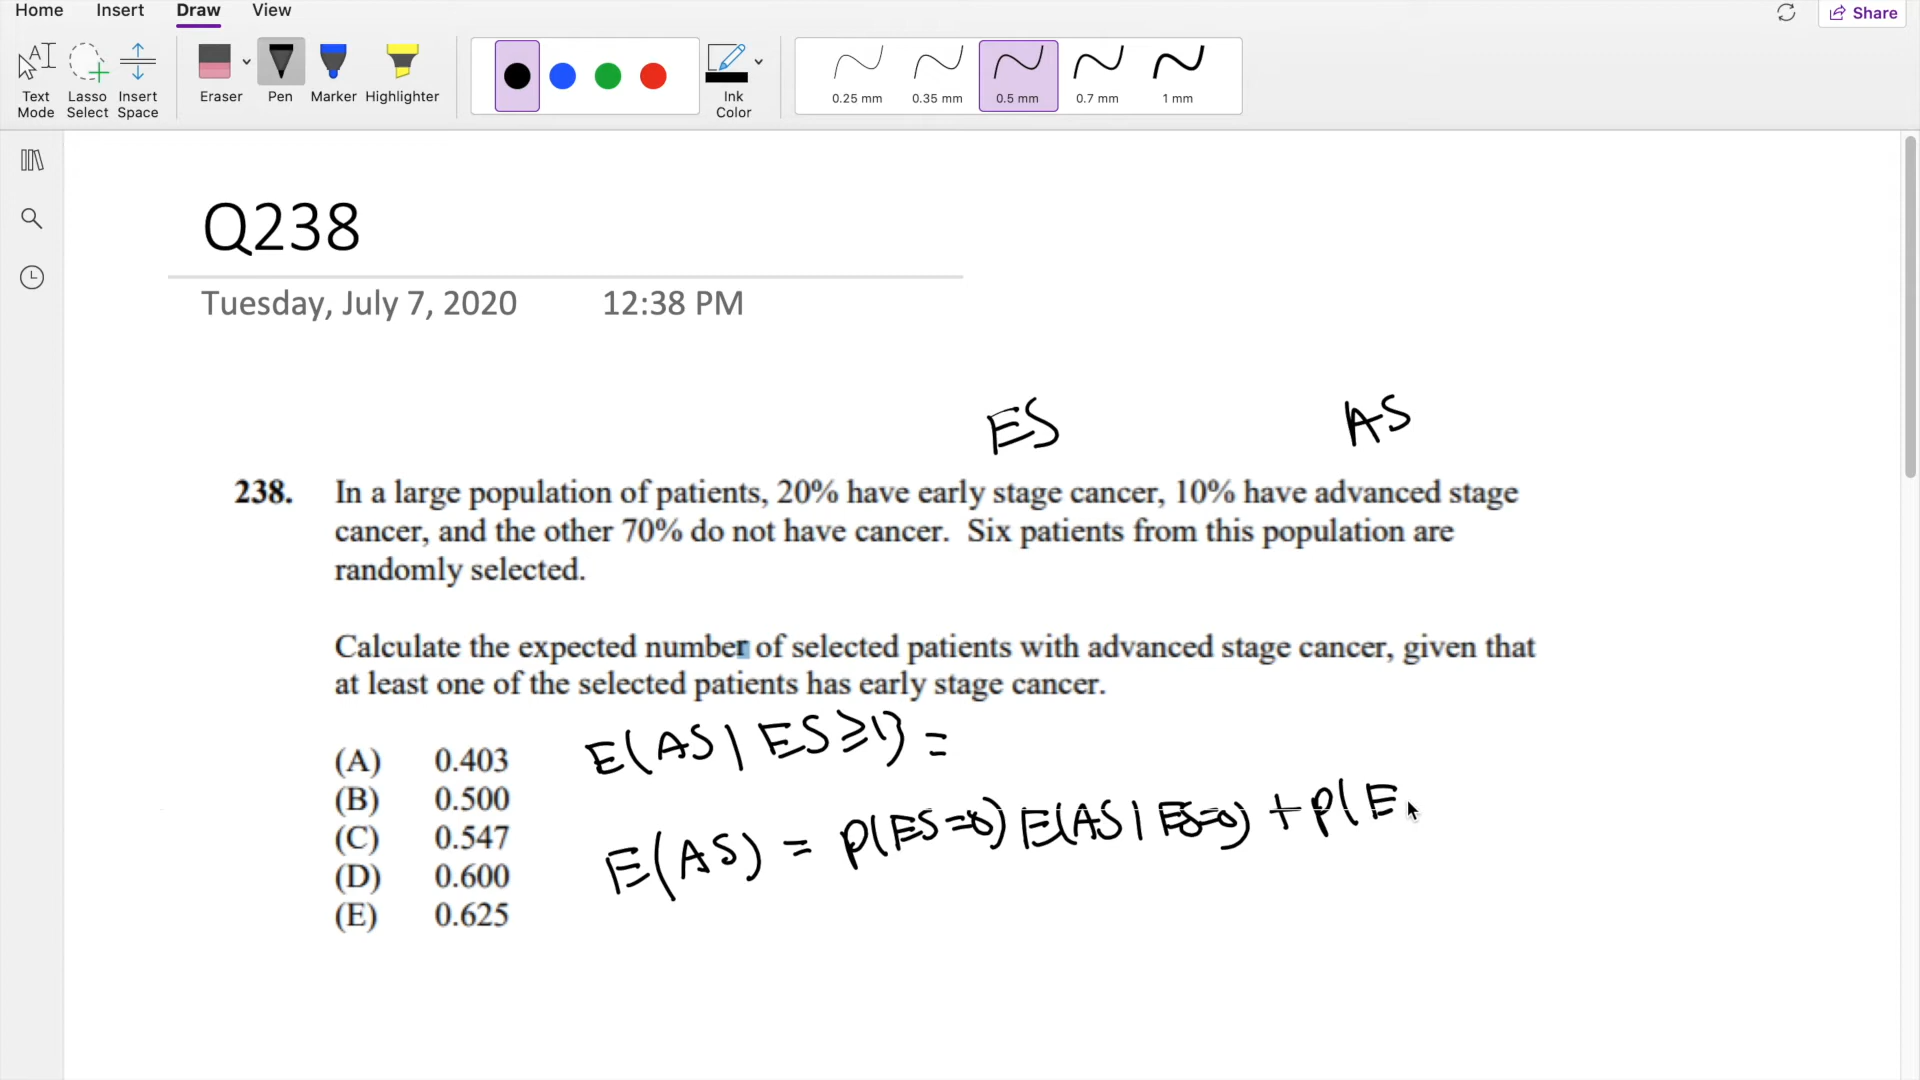 Home Insert Draw View
Share
Text Mode
Lasso Select
Insert Space
Eraser
Pen
Marker
Highlighter
Ink Color
0.25 mm
0.35 mm
0.5 mm
0.7 mm
1 mm
Q238
Tuesday, July 7, 2020 12:38 PM
ES AS
238. In a large population of patients, 20% have early stage cancer, 10% have advanced stage
cancer, and the other 70% do not have cancer. Six patients from this population are
randomly selected.
Calculate the expected number of selected patients with advanced stage cancer, given that
at least one of the selected patients has early stage cancer.
E(AS | ES ≥ 1) =
(A) 0.403
(B) 0.500
(C) 0.547
(D) 0.600
(E) 0.625
E(AS) = P(ES=0) E(AS | ES=0) + P(E